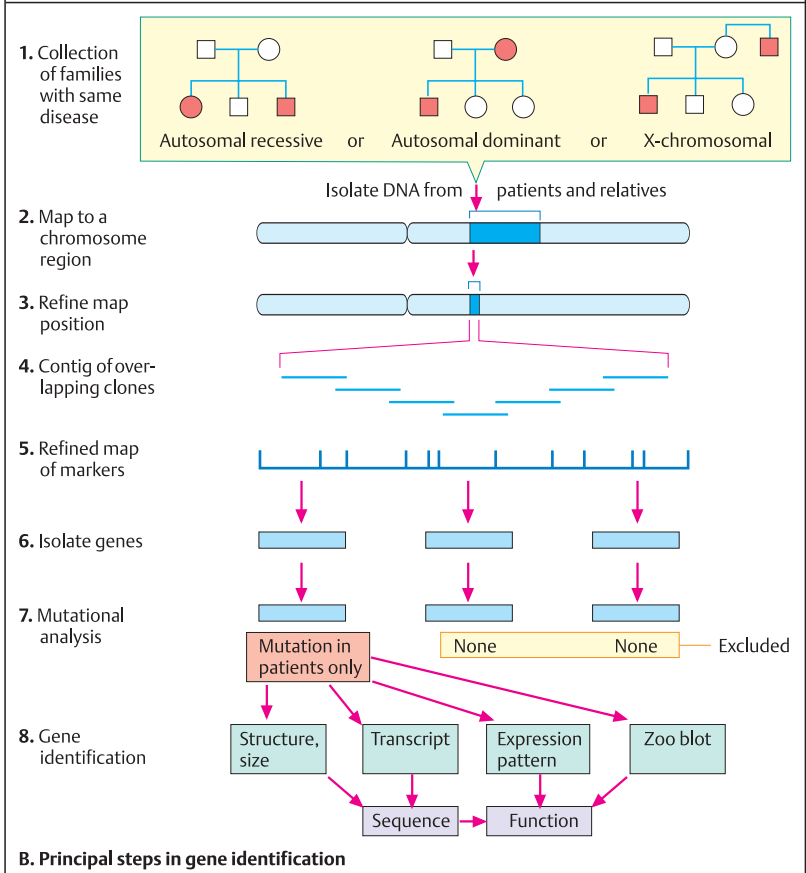 1. Collection
of families
with same
disease
Autosomal recessive or Autosomal dominant or X-chromosomal
Isolate DNA from patients and relatives
2. Map to a
chromosome
region
3. Refine map
position
4. Contig of over-
lapping clones
5. Refined map
of markers
6. Isolate genes
7. Mutational
analysis
Mutation in
patients only
None None Excluded
8. Gene
identification
Structure,
size
Transcript
Expression
pattern
Zoo blot
Sequence
Function
B. Principal steps in gene identification